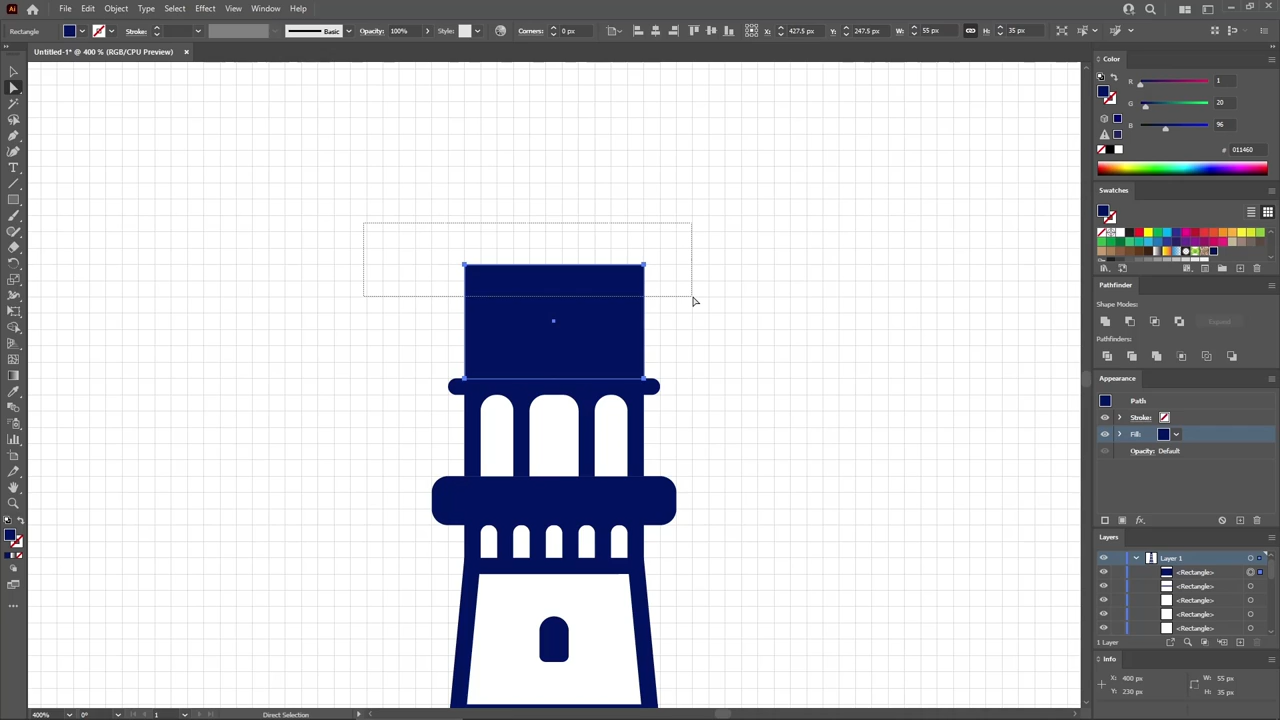 Ai File Edit Object Type Select Effect View Window Help
Rectangle Stroke: Basic Opacity: 100% Style: Corners: 0 px X: 427.5 px Y: 247.5 px W: 55 px H: 35 px
Untitled-1* @ 400 % (RGB/CPU Preview) ×
Color
R 1
G 20
B 96
# 011460
Swatches
Pathfinder
Shape Modes:
Expand
Pathfinders:
Appearance
Path
Stroke:
Fill:
Opacity: Default
fx
Layers
Layer 1
<Rectangle>
<Rectangle>
<Rectangle>
<Rectangle>
<Rectangle>
1 Layer
Info
X: 400 px W: 55 px
Y: 230 px H: 35 px
400% 0° 1 Direct Selection